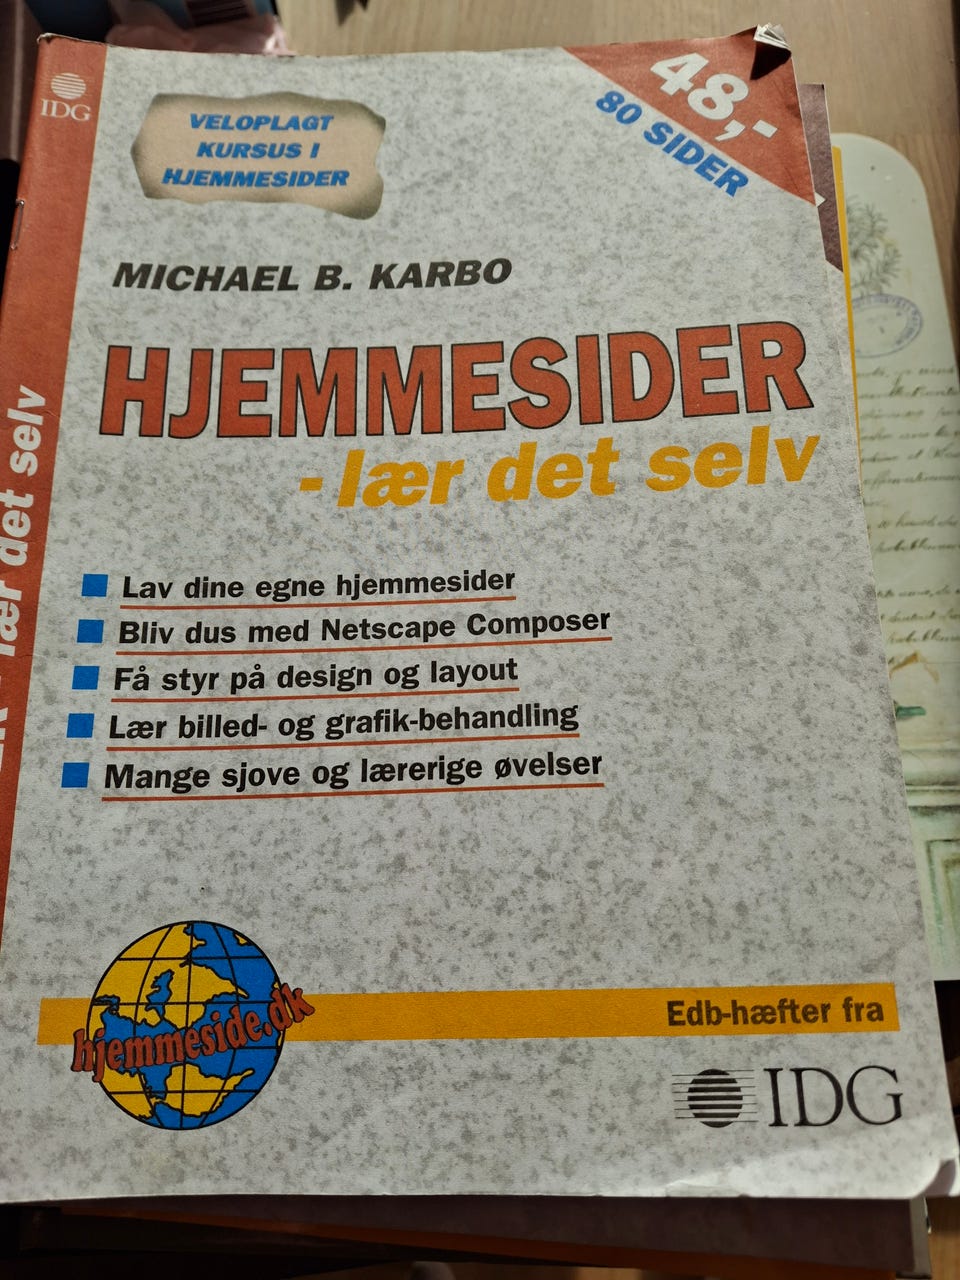 IDG
VELOPLAGT
KURSUS I
HJEMMESIDER
48,-
80 SIDER
MICHAEL B. KARBO
HJEMMESIDER
- lær det selv
lær det selv
Lav dine egne hjemmesider
Bliv dus med Netscape Composer
Få styr på design og layout
Lær billed- og grafik-behandling
Mange sjove og lærerige øvelser
hjemmeside.dk
Edb-hæfter fra
IDG